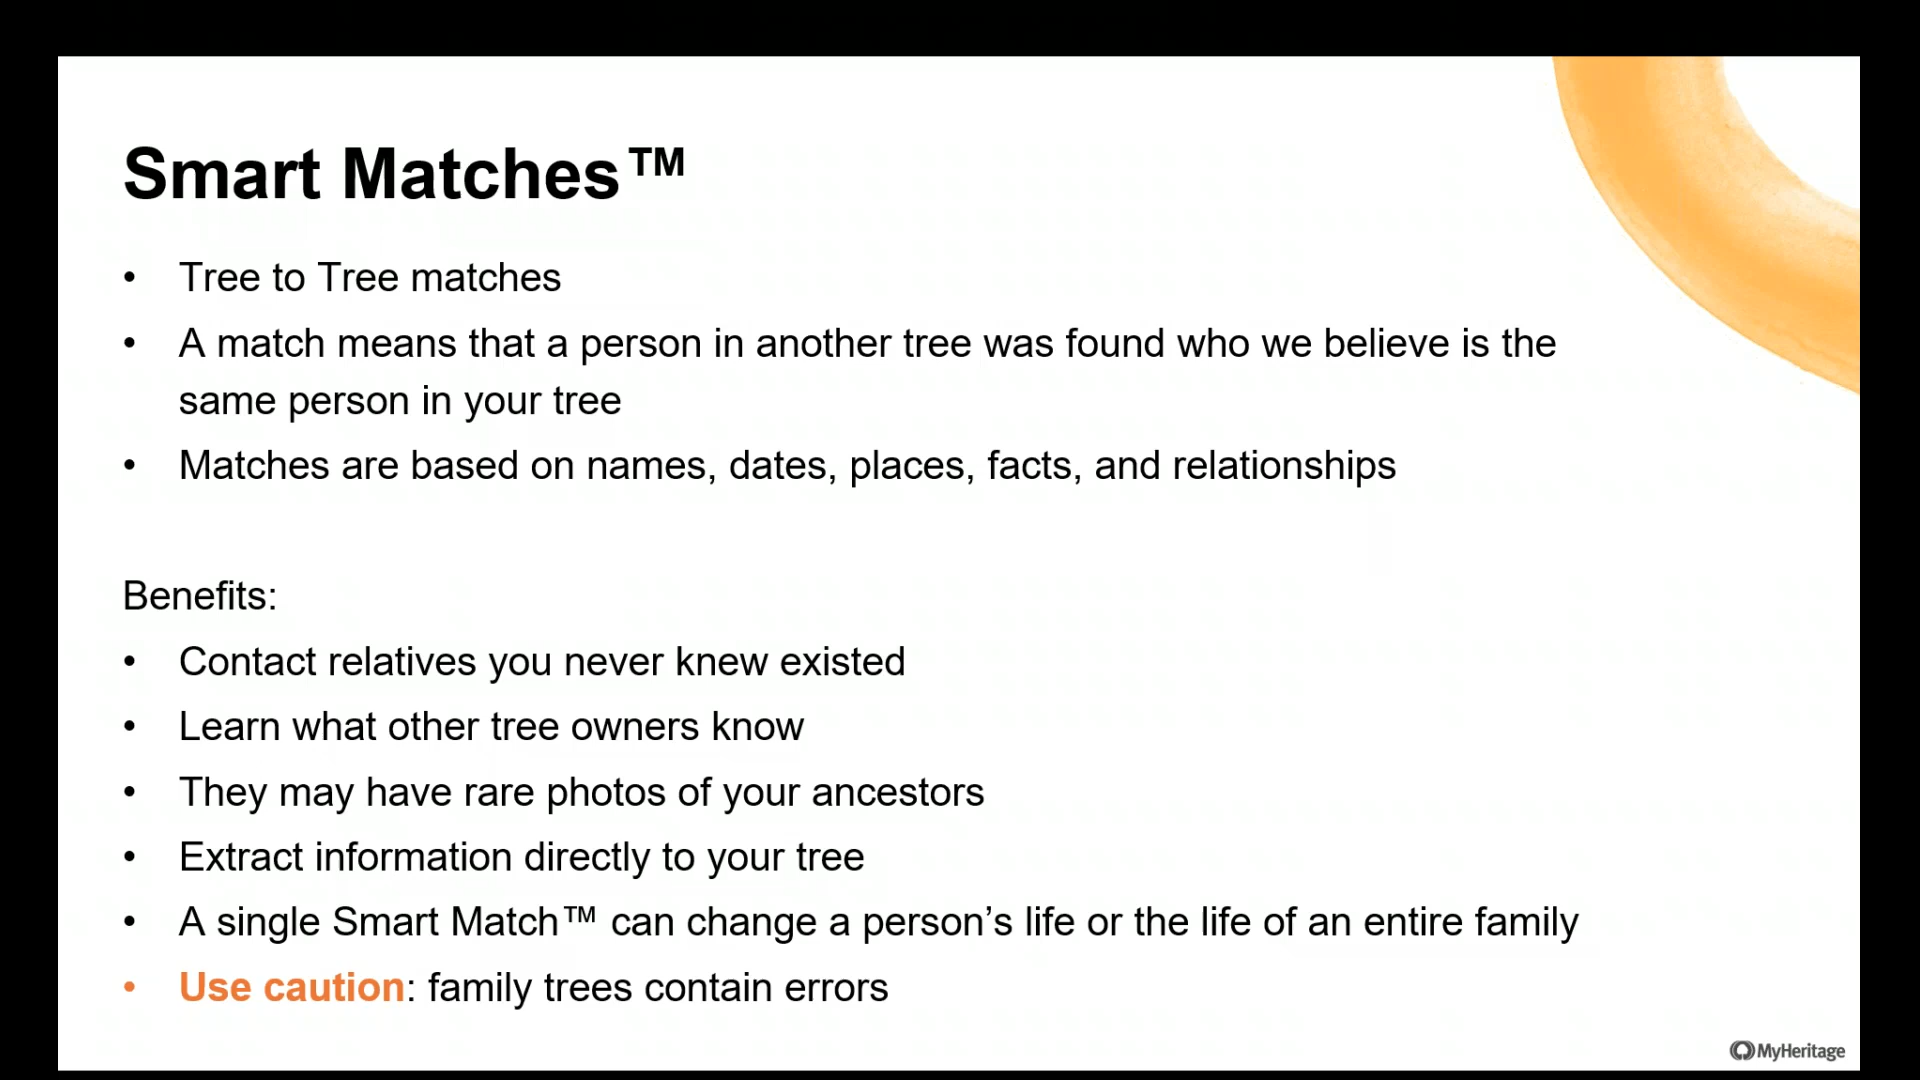 Smart Matches™
• Tree to Tree matches
• A match means that a person in another tree was found who we believe is the
same person in your tree
• Matches are based on names, dates, places, facts, and relationships
Benefits:
• Contact relatives you never knew existed
• Learn what other tree owners know
• They may have rare photos of your ancestors
• Extract information directly to your tree
• A single Smart Match™ can change a person’s life or the life of an entire family
• Use caution: family trees contain errors
MyHeritage